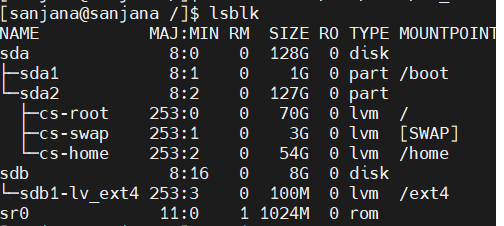 [sanjana@sanjana /]$ lsblk
NAME              MAJ:MIN RM  SIZE RO TYPE MOUNTPOINT
sda                 8:0    0  128G  0 disk
├─sda1              8:1    0    1G  0 part /boot
└─sda2              8:2    0  127G  0 part
  ├─cs-root       253:0    0   70G  0 lvm  /
  ├─cs-swap       253:1    0    3G  0 lvm  [SWAP]
  └─cs-home       253:2    0   54G  0 lvm  /home
sdb                 8:16   0    8G  0 disk
└─sdb1-lv_ext4    253:3    0  100M  0 lvm  /ext4
sr0                11:0    1 1024M  0 rom